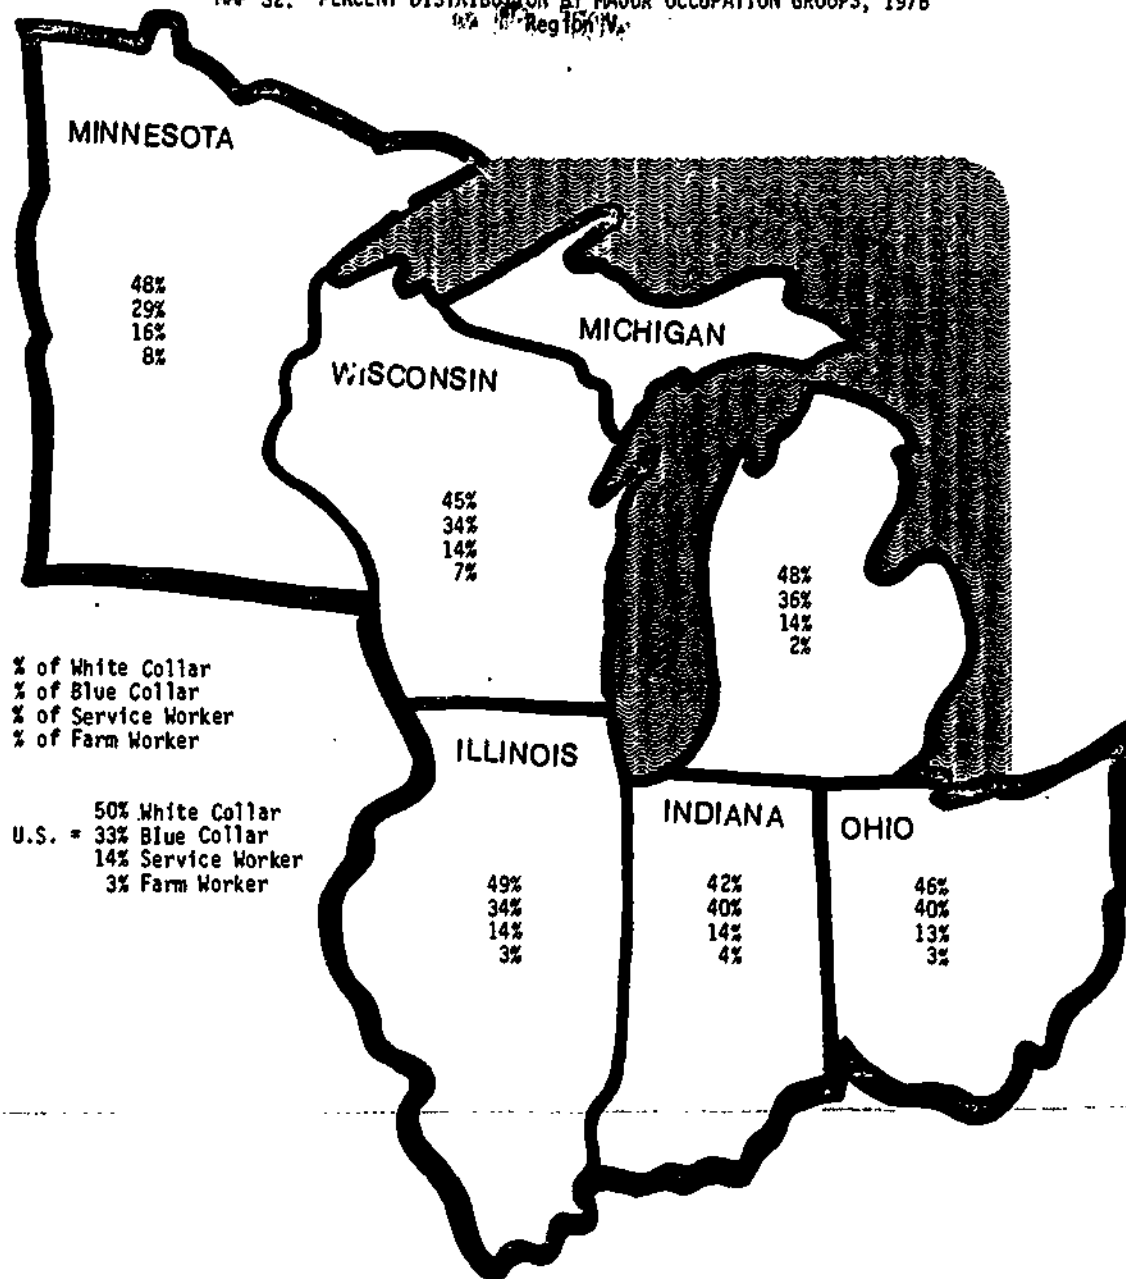 32. PERCENT DISTRIBUTION BY MAJOR OCCUPATION GROUPS, 1978
Region V
MINNESOTA
48%
29%
16%
8%
MICHIGAN
WISCONSIN
45%
34%
14%
7%
48%
36%
14%
2%
% of White Collar
% of Blue Collar
% of Service Worker
% of Farm Worker
ILLINOIS
INDIANA
OHIO
50% White Collar
U.S. = 33% Blue Collar
14% Service Worker
3% Farm Worker
49%
34%
14%
3%
42%
40%
14%
4%
46%
40%
13%
3%